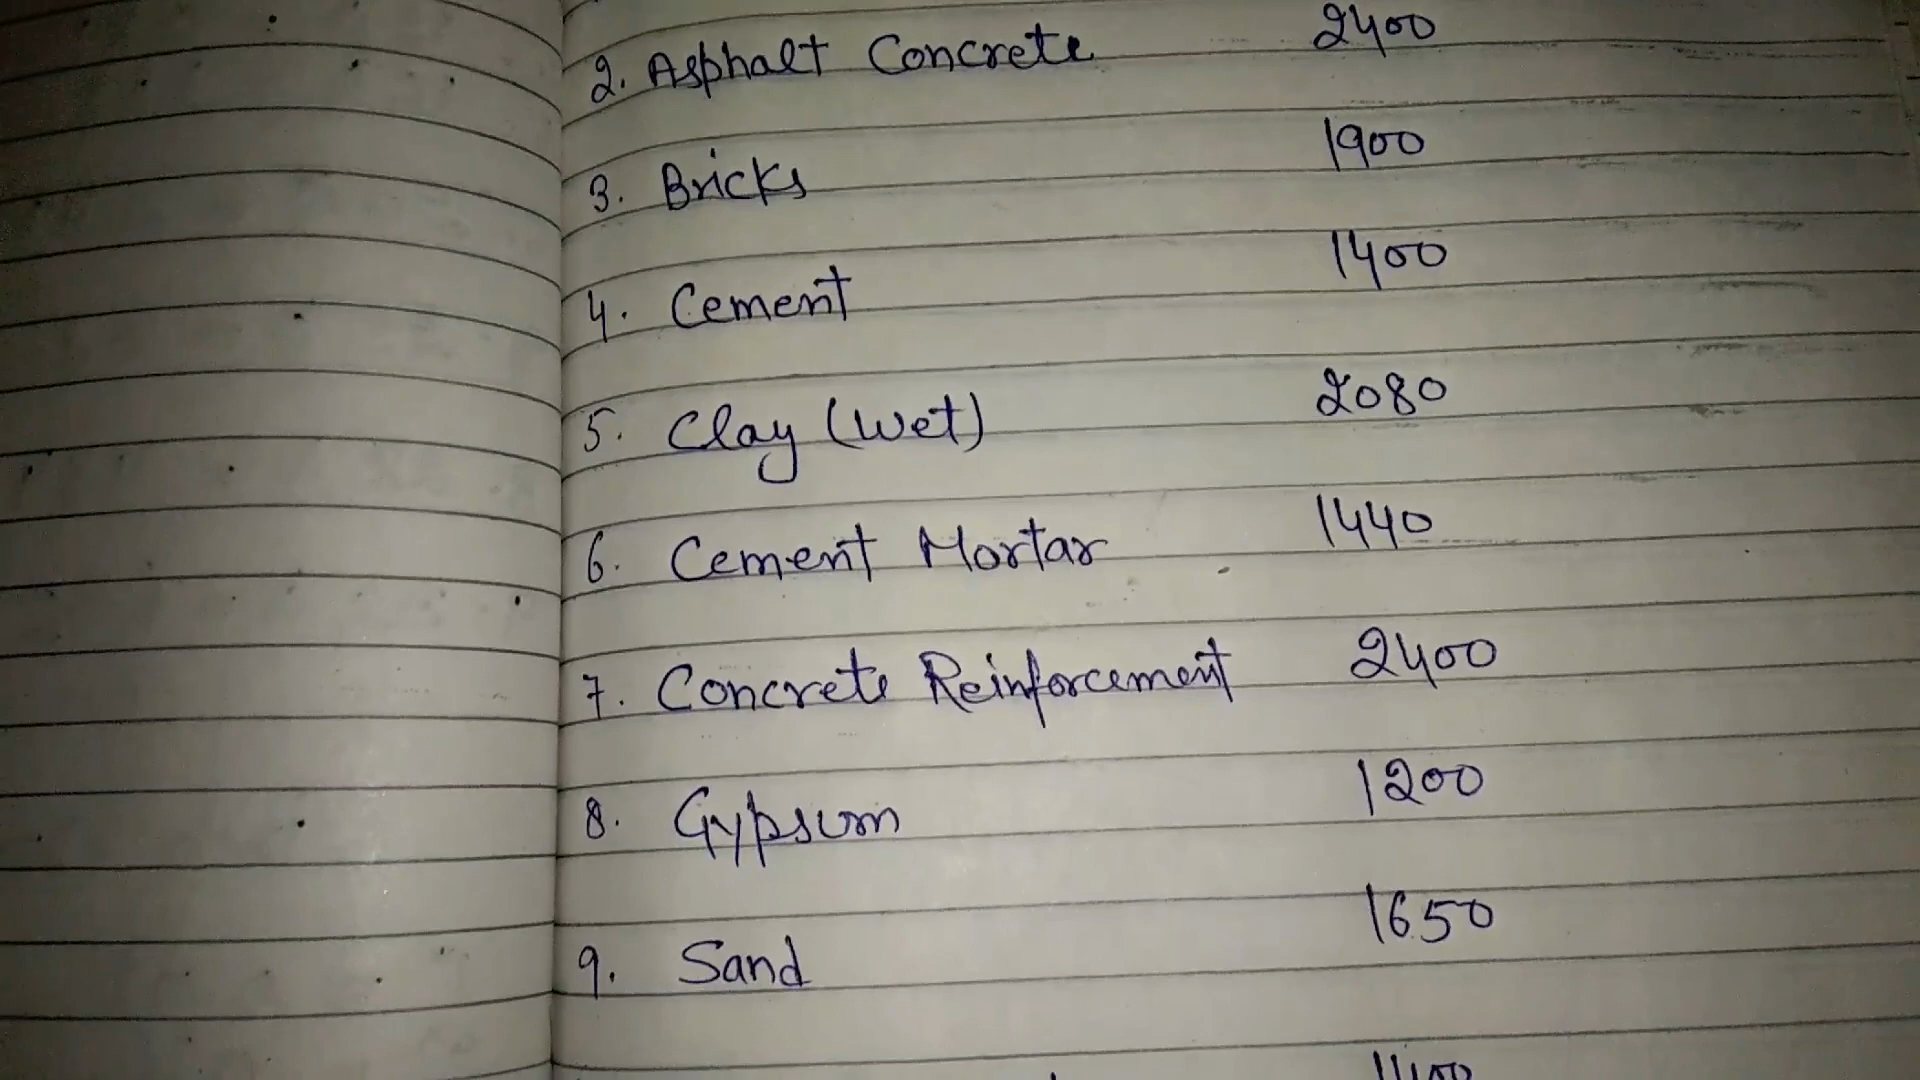 2. Asphalt Concrete 2400
3. Bricks 1900
4. Cement 1400
5. Clay (Wet) 2080
6. Cement Mortar 1440
7. Concrete Reinforcement 2400
8. Gypsum 1200
9. Sand 1650